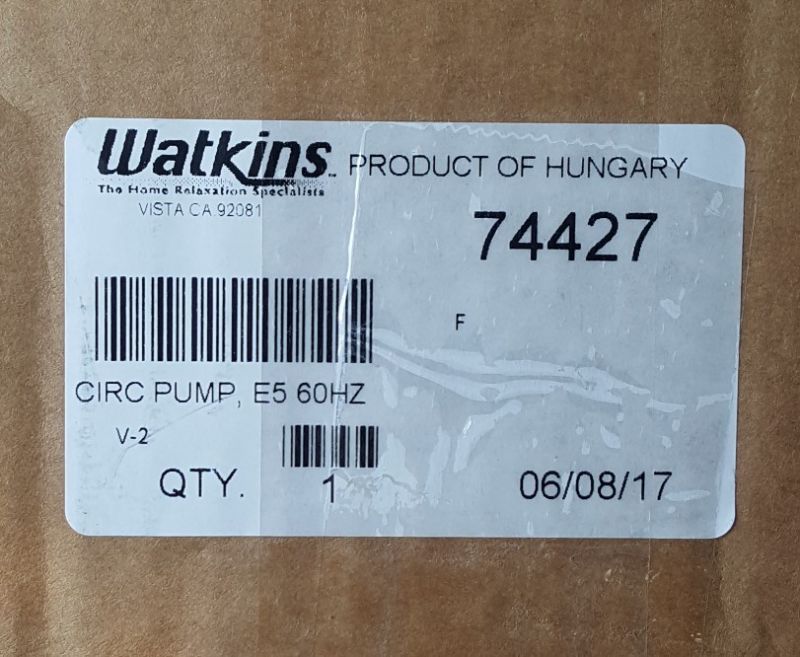 Watkins™ PRODUCT OF HUNGARY
The Home Relaxation Specialists
VISTA CA 92081
74427
F
CIRC PUMP, E5 60HZ
V-2
QTY. 1 06/08/17